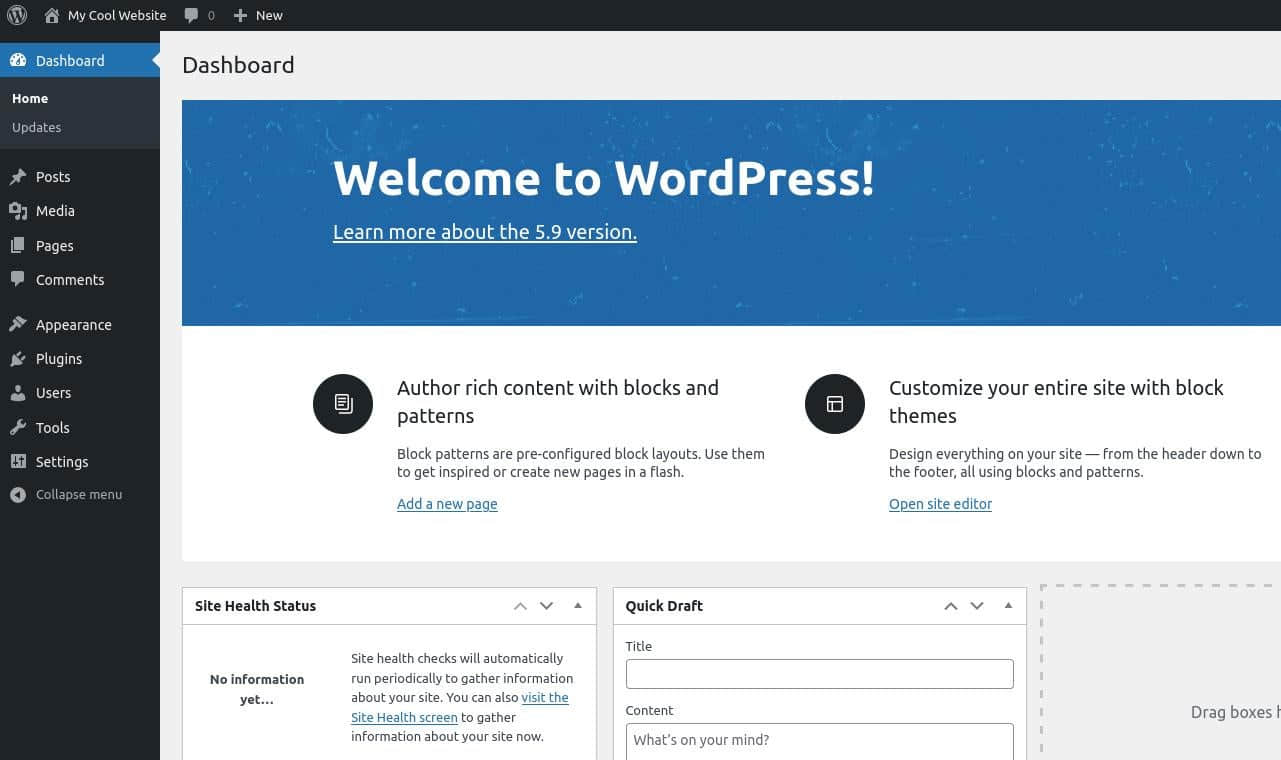 My Cool Website 0 New
Dashboard
Home
Updates
Posts
Media
Pages
Comments
Appearance
Plugins
Users
Tools
Settings
Collapse menu
Dashboard
Welcome to WordPress!
Learn more about the 5.9 version.
Author rich content with blocks and
patterns
Block patterns are pre-configured block layouts. Use them
to get inspired or create new pages in a flash.
Add a new page
Customize your entire site with block
themes
Design everything on your site — from the header down to
the footer, all using blocks and patterns.
Open site editor
Site Health Status
No information
yet…
Site health checks will automatically
run periodically to gather information
about your site. You can also visit the
Site Health screen to gather
information about your site now.
Quick Draft
Title
Content
What's on your mind?
Drag boxes